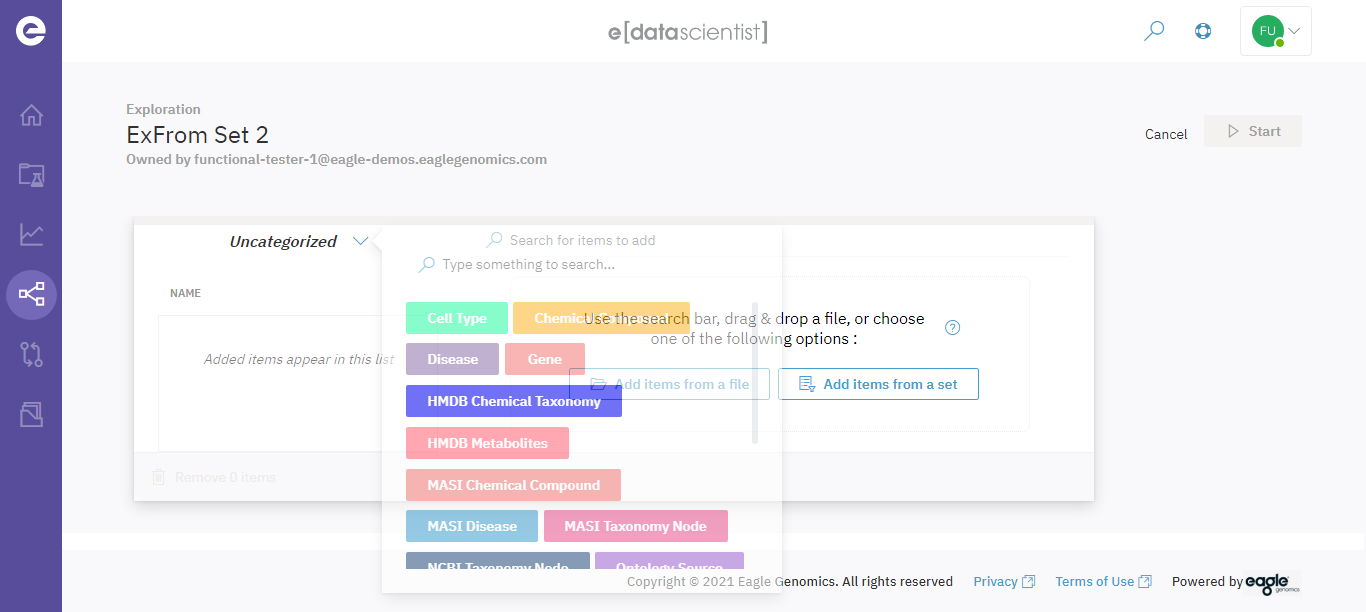 e[datascientist]
FU
Exploration
ExFrom Set 2
Owned by functional-tester-1@eagle-demos.eaglegenomics.com
Cancel
Start
Uncategorized
Search for items to add
Type something to search...
NAME
Added items appear in this list
Cell Type
Chemical Compound
Disease
Gene
HMDB Chemical Taxonomy
HMDB Metabolites
MASI Chemical Compound
MASI Disease
MASI Taxonomy Node
NCBI Taxonomy Node
Ontology Source
Use the search bar, drag & drop a file, or choose
one of the following options :
?
Add items from a file
Add items from a set
Remove 0 items
Copyright © 2021 Eagle Genomics. All rights reserved
Privacy
Terms of Use
Powered by eagle genomics